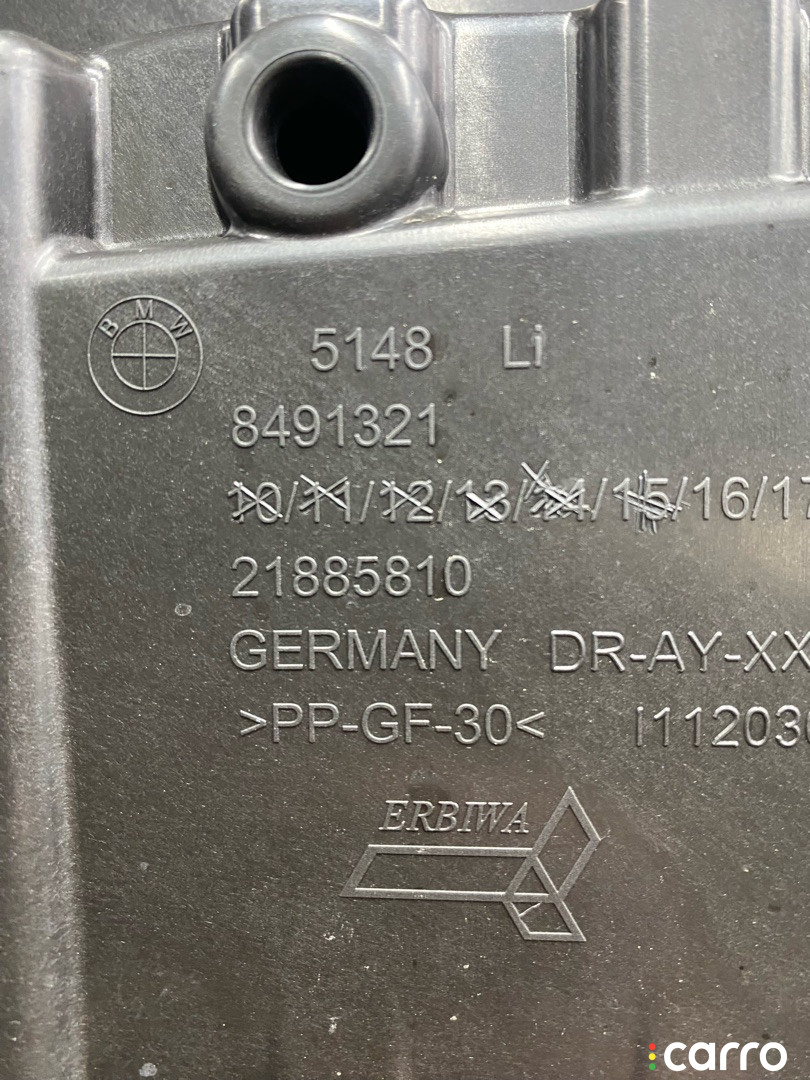 BMW
5148 Li
8491321
10/11/12/13/14/15/16/17
21885810
GERMANY DR-AY-XX
>PP-GF-30<
ERBIWA
carro